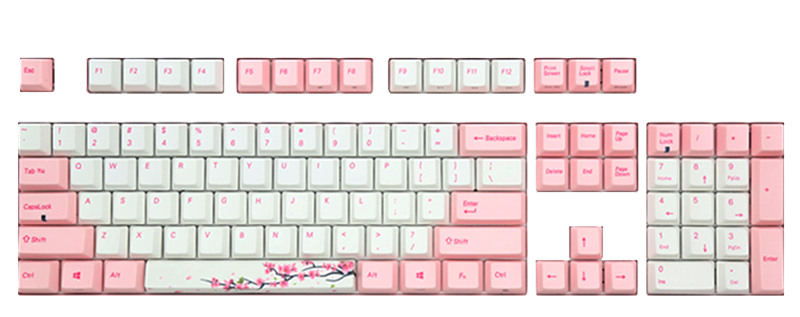 Esc F1 F2 F3 F4 F5 F6 F7 F8 F9 F10 F11 F12 Print Screen Scroll Lock Pause
~ ! @ # $ % ^ & * ( ) _ +
` 1 2 3 4 5 6 7 8 9 0 - = ← Backspace Insert Home Page Up Num Lock / * -
Tab Q W E R T Y U I O P { [ } ] | \ Delete End Page Down 7 Home 8 ↑ 9 PgUp +
CapsLock A S D F G H J K L : ; " ' Enter 4 ← 5 6 →
⇧Shift Z X C V B N M < , > . ? / ⇧Shift ↑ 1 End 2 ↓ 3 PgDn Enter
Ctrl Alt Alt Fn Ctrl ← ↓ → 0 Ins . Del